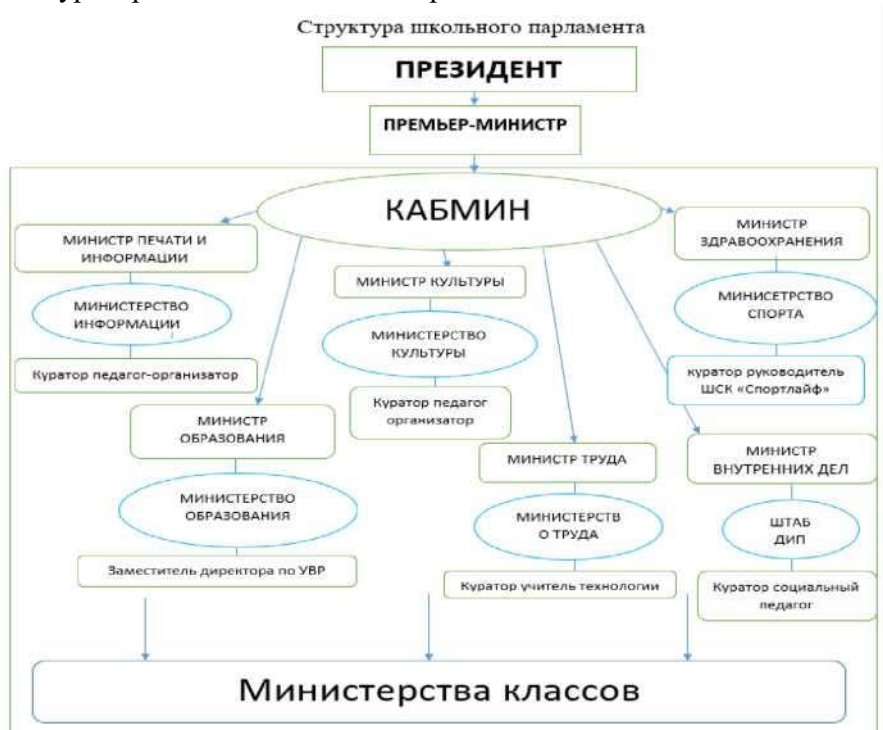 Структура школьного парламента
ПРЕЗИДЕНТ
ПРЕМЬЕР-МИНИСТР
КАБМИН
МИНИСТР ПЕЧАТИ И
ИНФОРМАЦИИ
МИНИСТЕРСТВО
ИНФОРМАЦИИ
Куратор педагог-организатор
МИНИСТР
ОБРАЗОВАНИЯ
МИНИСТЕРСТВО
ОБРАЗОВАНИЯ
Заместитель директора по УВР
МИНИСТР КУЛЬТУРЫ
МИНИСТЕРСТВО
КУЛЬТУРЫ
Куратор педагог
организатор
МИНИСТР ТРУДА
МИНИСТЕРСТВ
О ТРУДА
Куратор учитель технологии
МИНИСТР
ЗДРАВООХРАНЕНИЯ
МИНИСЕТРСТВО
СПОРТА
куратор руководитель
ШСК «Спортлайф»
МИНИСТР
ВНУТРЕННИХ ДЕЛ
ШТАБ
ДИП
Куратор социальный
педагог
Министерства классов